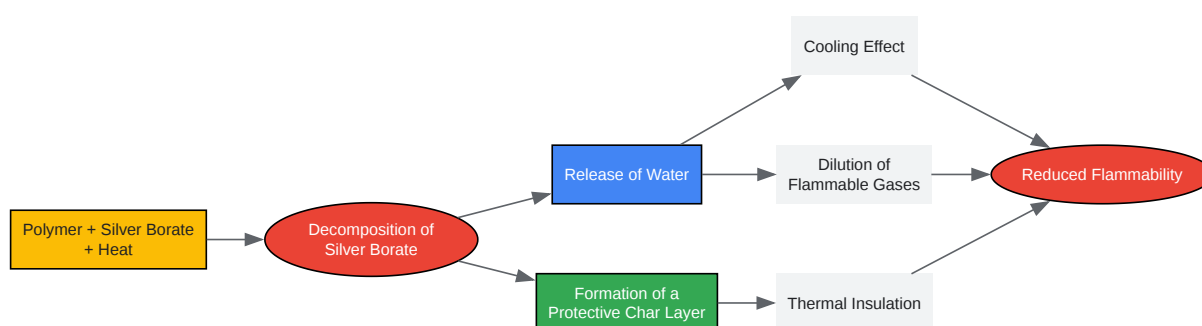 Polymer + Silver Borate
+ Heat
Decomposition of
Silver Borate
Release of Water
Formation of a
Protective Char Layer
Cooling Effect
Dilution of
Flammable Gases
Thermal Insulation
Reduced Flammability